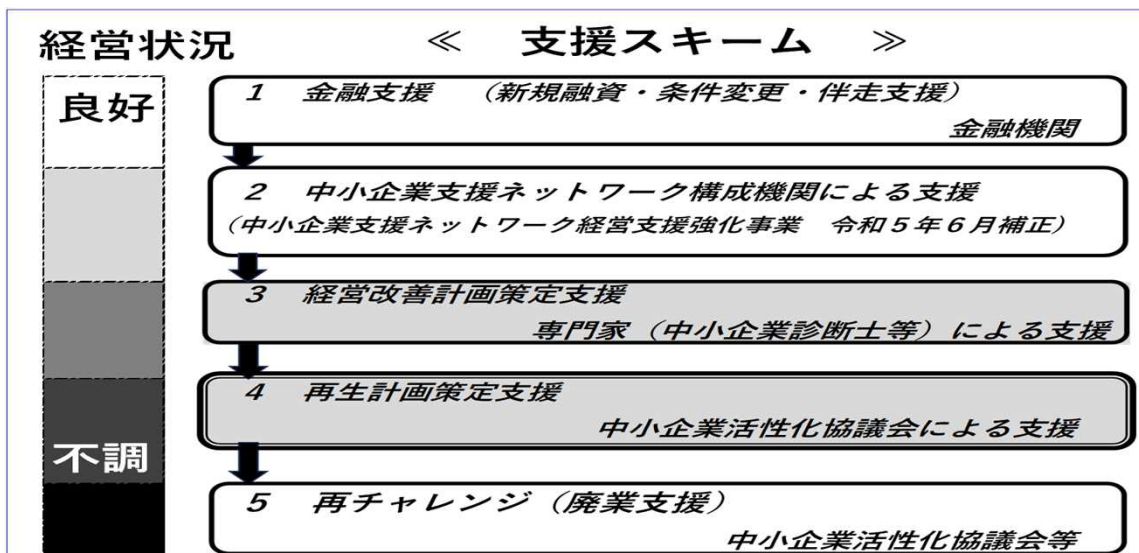 経営状況 ≪ 支援スキーム ≫
良好
1 金融支援 （新規融資・条件変更・伴走支援）
金融機関
2 中小企業支援ネットワーク構成機関による支援
（中小企業支援ネットワーク経営支援強化事業 令和５年６月補正）
3 経営改善計画策定支援
専門家（中小企業診断士等）による支援
4 再生計画策定支援
中小企業活性化協議会による支援
不調
5 再チャレンジ（廃業支援）
中小企業活性化協議会等